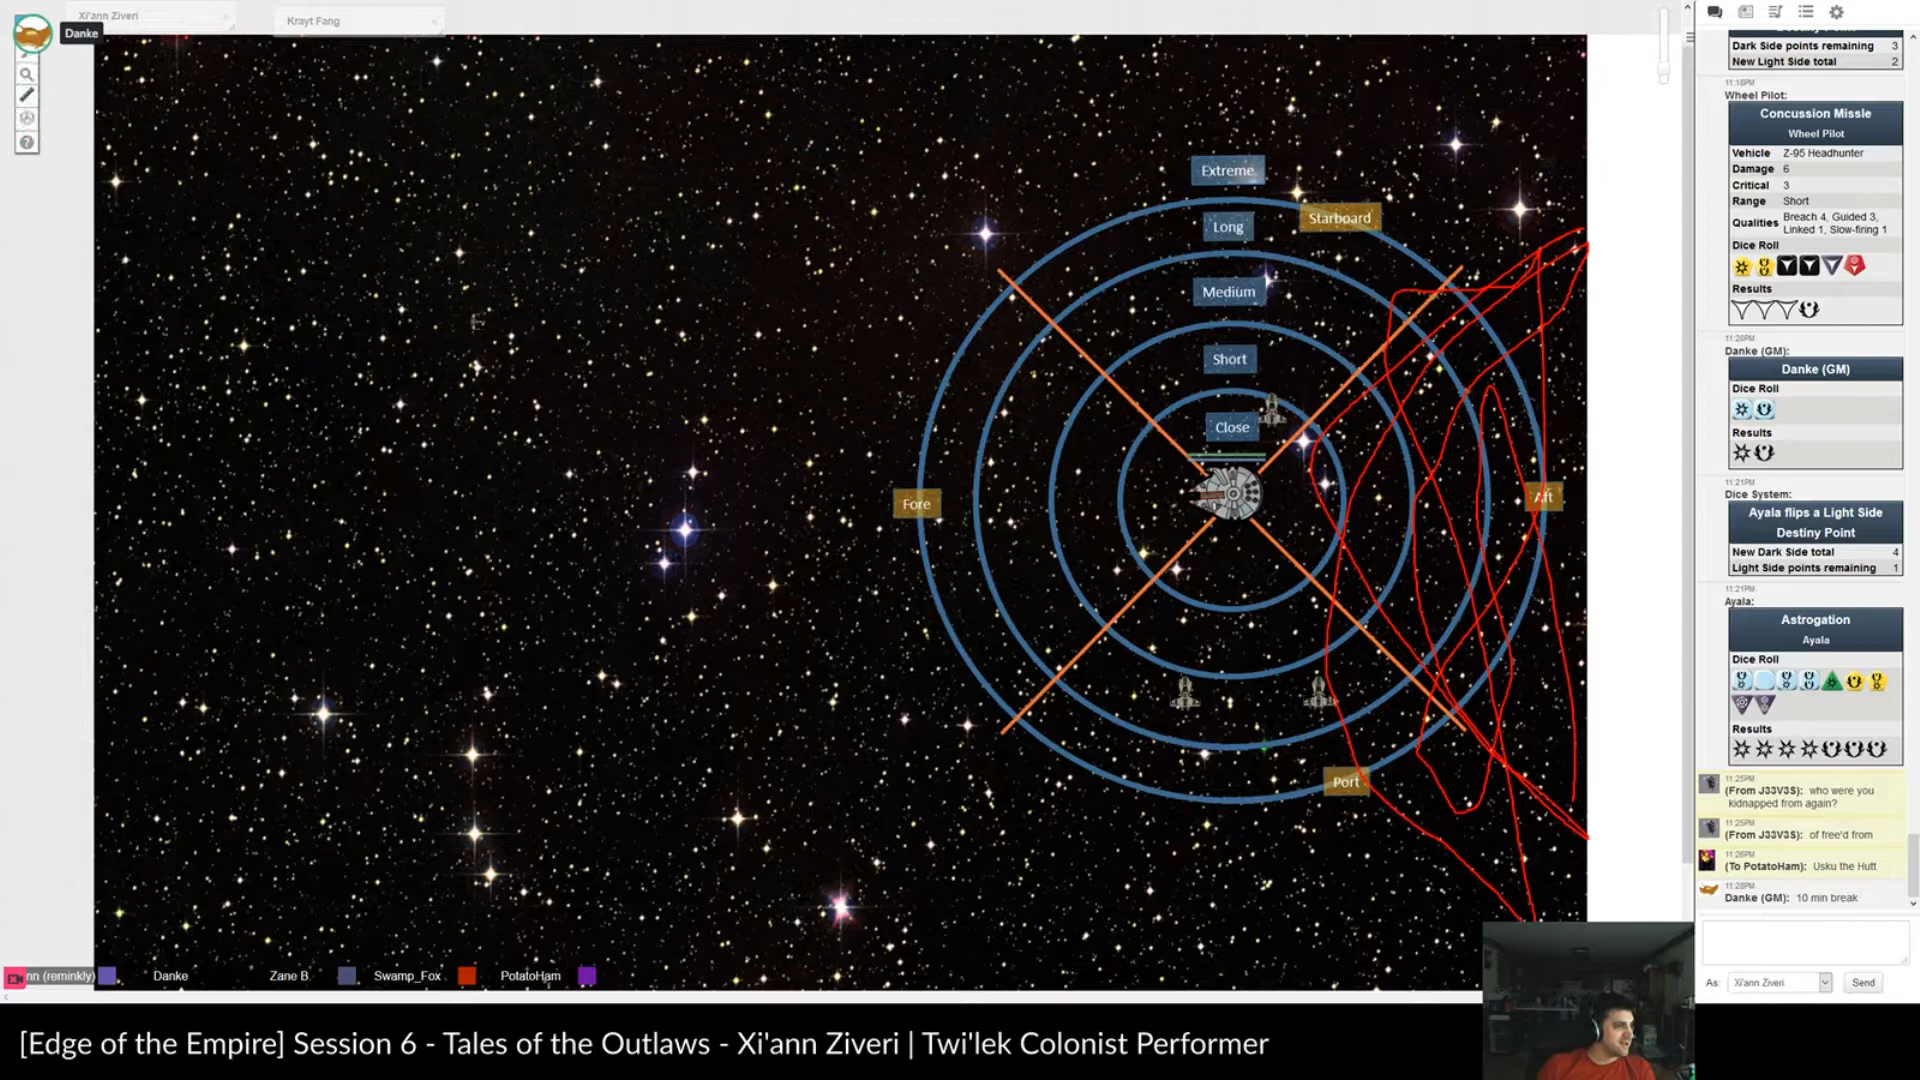 Xi'ann Ziveri
Krayt Fang
Danke
Extreme
Starboard
Long
Medium
Short
Close
Fore
Aft
Port
nn (reminkly)
Danke
Zane B.
Swamp_Fox
PotatoHam
Dark Side points remaining 3
New Light Side total 2
11:18PM
Wheel Pilot:
Concussion Missle
Wheel Pilot
Vehicle Z-95 Headhunter
Damage 6
Critical 3
Range Short
Qualities Breach 4, Guided 3,
Linked 1, Slow-firing 1
Dice Roll
Results
11:20PM
Danke (GM):
Danke (GM)
Dice Roll
Results
11:21PM
Dice System:
Ayala flips a Light Side
Destiny Point
New Dark Side total 4
Light Side points remaining 1
11:21PM
Ayala:
Astrogation
Ayala
Dice Roll
Results
11:25PM
(From J33V3S): who were you
kidnapped from again?
11:25PM
(From J33V3S): of free'd from
11:26PM
(To PotatoHam): Usku the Hutt
11:28PM
Danke (GM): 10 min break
As: Xi'ann Ziveri Send
[Edge of the Empire] Session 6 - Tales of the Outlaws - Xi'ann Ziveri | Twi'lek Colonist Performer